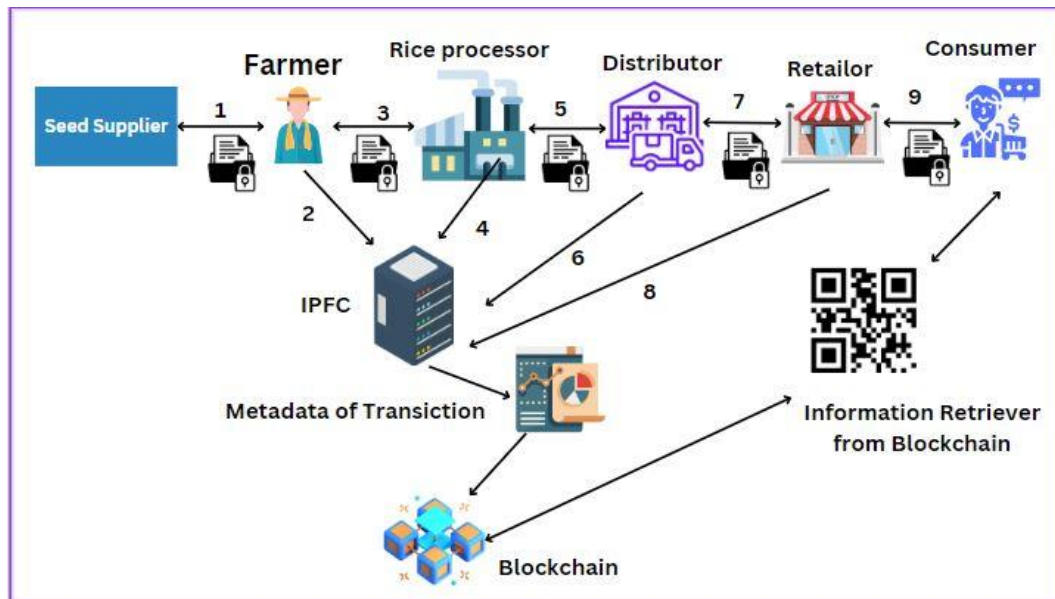 Seed Supplier
Farmer
Rice processor
Distributor
Retailor
Consumer
1
3
5
7
9
2
4
6
8
IPFC
Metadada of Transiction
Information Retriever
from Blockchain
Blockchain